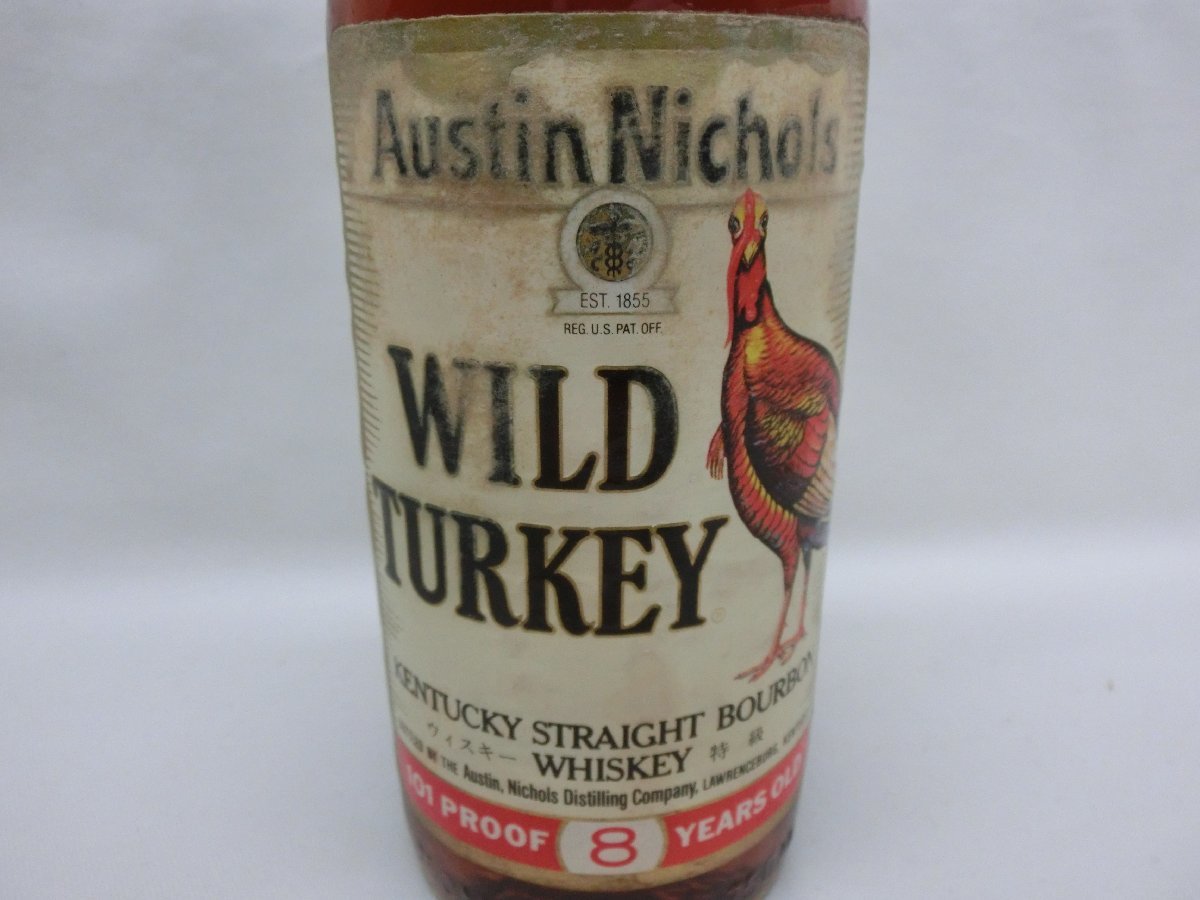 Austin Nichols
EST. 1855
REG. U.S. PAT. OFF.
WILD
TURKEY®
KENTUCKY STRAIGHT BOURBON
ウィスキー WHISKEY 特級
BY THE Austin, Nichols Distilling Company, LAWRENCEBURG,
101 PROOF 8 YEARS OLD